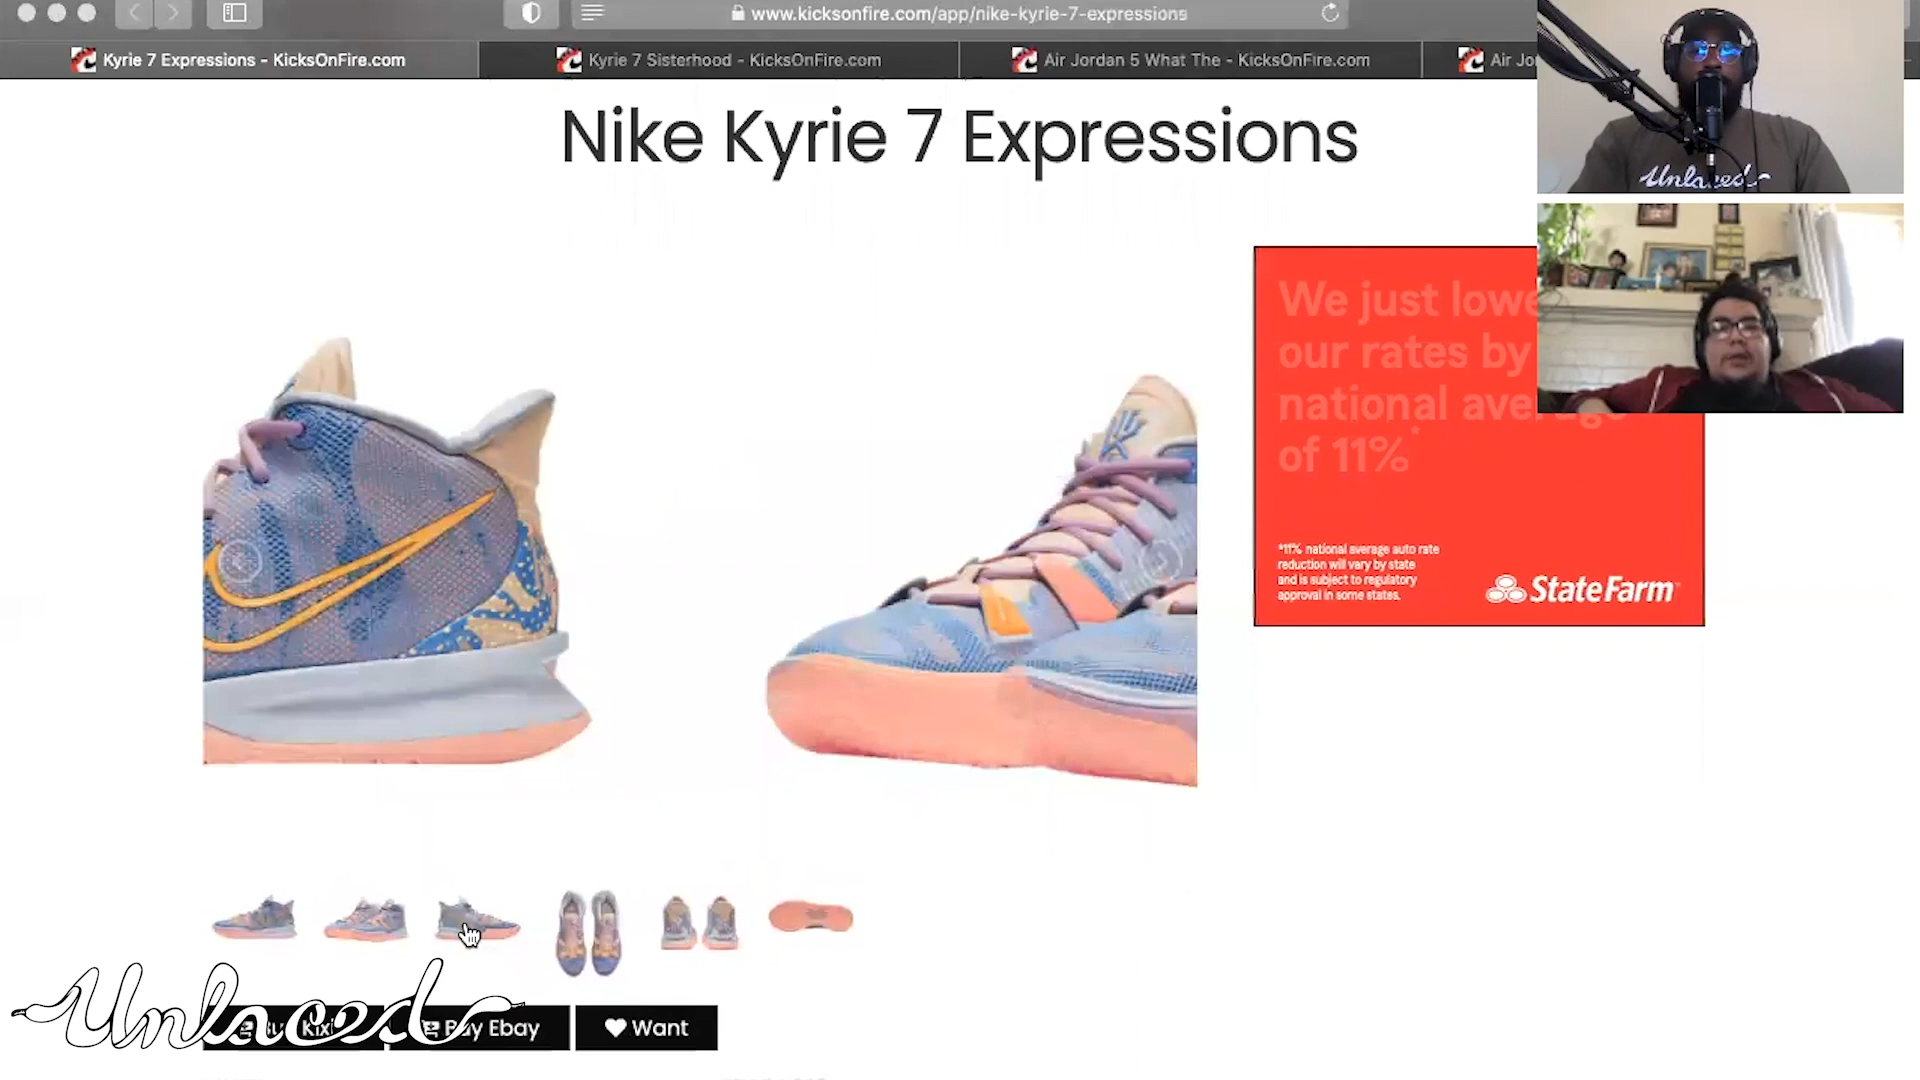 www.kicksonfire.com/app/nike-kyrie-7-expressions
Kyrie 7 Expressions - KicksOnFire.com
Kyrie 7 Sisterhood - KicksOnFire.com
Air Jordan 5 What The - KicksOnFire.com
Air Jo
Nike Kyrie 7 Expressions
Unlaced
We just lowe
our rates by
national average
of 11%*
*11% national average auto rate
reduction will vary by state
and is subject to regulatory
approval in some states.
StateFarm
Unlaced
Buy Ebay
Want